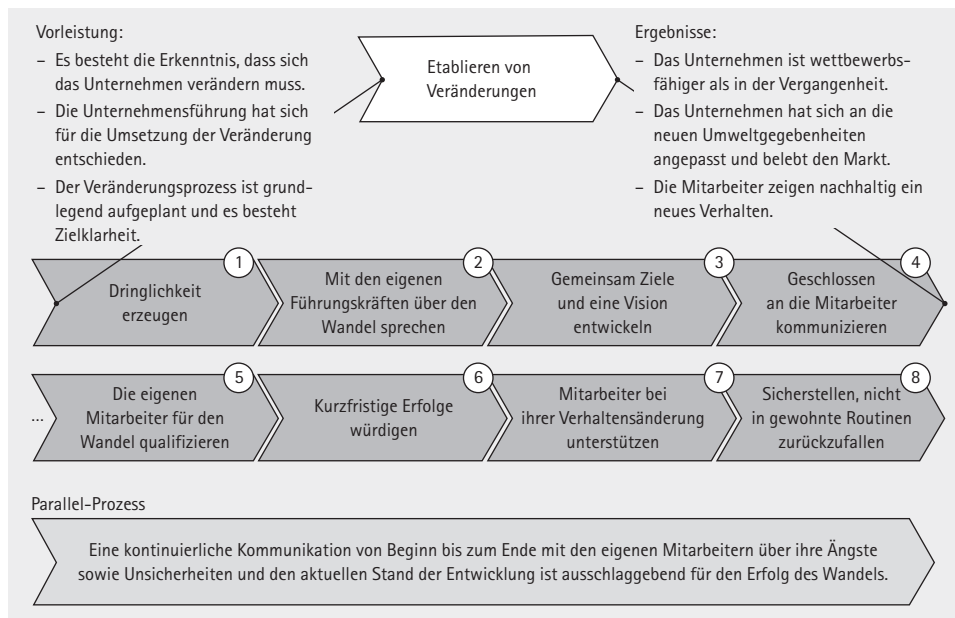 Vorleistung:
– Es besteht die Erkenntnis, dass sich
das Unternehmen verändern muss.
– Die Unternehmensführung hat sich
für die Umsetzung der Veränderung
entschieden.
– Der Veränderungsprozess ist grund-
legend aufgeplant und es besteht
Zielklarheit.
Etablieren von
Veränderungen
Ergebnisse:
– Das Unternehmen ist wettbewerbs-
fähiger als in der Vergangenheit.
– Das Unternehmen hat sich an die
neuen Umweltgegebenheiten
angepasst und belebt den Markt.
– Die Mitarbeiter zeigen nachhaltig ein
neues Verhalten.
1
Dringlichkeit
erzeugen
2
Mit den eigenen
Führungskräften über den
Wandel sprechen
3
Gemeinsam Ziele
und eine Vision
entwickeln
4
Geschlossen
an die Mitarbeiter
kommunizieren
...
5
Die eigenen
Mitarbeiter für den
Wandel qualifizieren
6
Kurzfristige Erfolge
würdigen
7
Mitarbeiter bei
ihrer Verhaltensänderung
unterstützen
8
Sicherstellen, nicht
in gewohnte Routinen
zurückzufallen
Parallel-Prozess
Eine kontinuierliche Kommunikation von Beginn bis zum Ende mit den eigenen Mitarbeitern über ihre Ängste
sowie Unsicherheiten und den aktuellen Stand der Entwicklung ist ausschlaggebend für den Erfolg des Wandels.